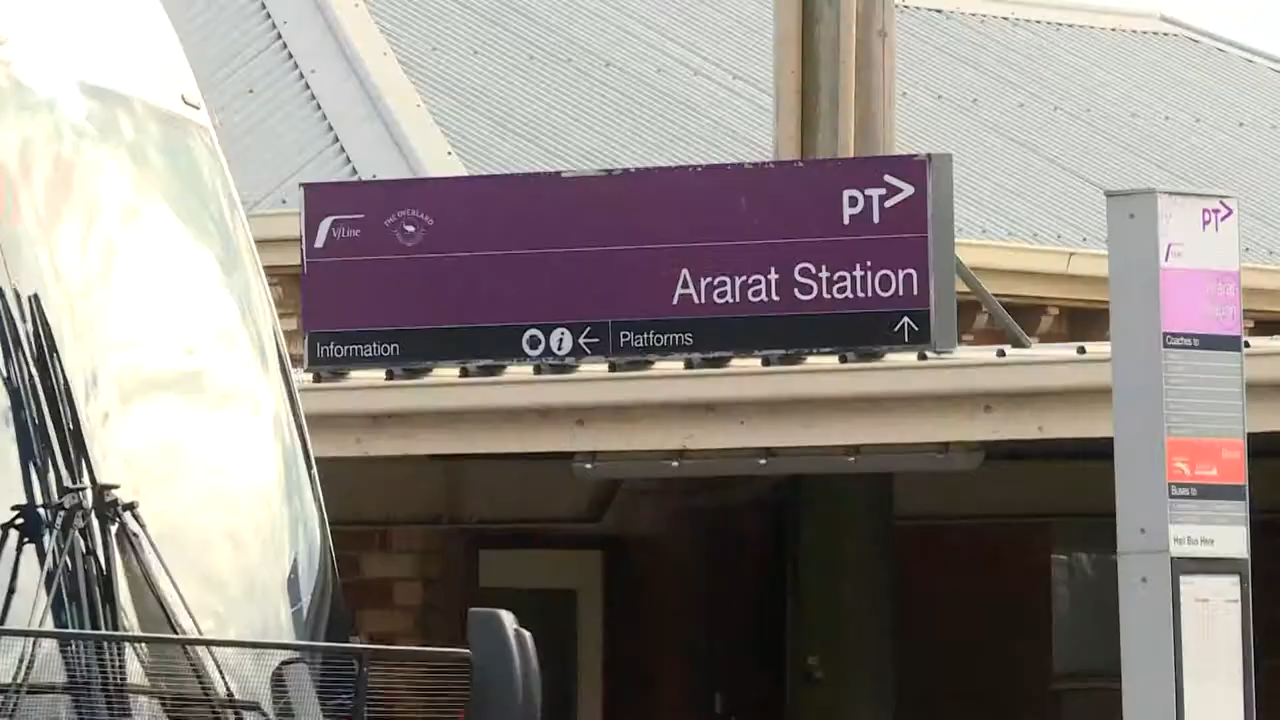 V/Line
THE OVERLAND
PT>
Ararat Station
Information
i
Platforms
PT>
Coaches to
Buses to
Hail Bus Here